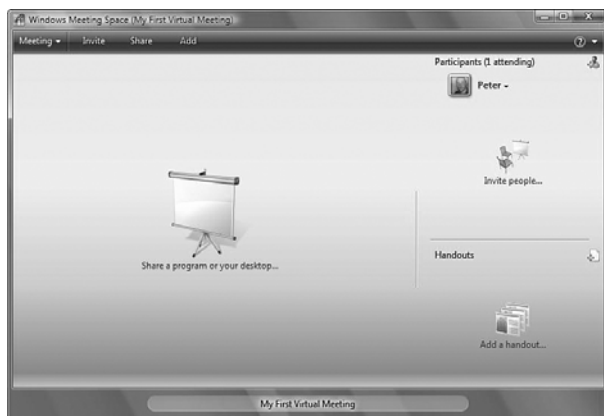 Windows Meeting Space (My First Virtual Meeting)
Meeting Invite Share Add
Participants (1 attending)
Peter
Invite people...
Share a program or your desktop...
Handouts
Add a handout...
My First Virtual Meeting